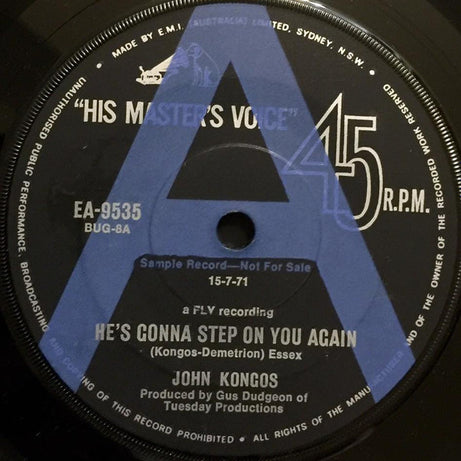 MADE BY E.M.I. (AUSTRALIA) LIMITED, SYDNEY, N.S.W.
"HIS MASTER'S VOICE"
45
R.P.M.
EA-9535
BUG-8A
A
Sample Record—Not For Sale
15-7-71
a FLY recording
HE'S GONNA STEP ON YOU AGAIN
(Kongos-Demetrion) Essex
JOHN KONGOS
Produced by Gus Dudgeon of
Tuesday Productions
UNAUTHORISED PUBLIC PERFORMANCE, BROADCASTING AND COPYING OF THIS RECORD PROHIBITED • ALL RIGHTS OF THE MANUFACTURER AND OF THE OWNER OF THE RECORDED WORK RESERVED